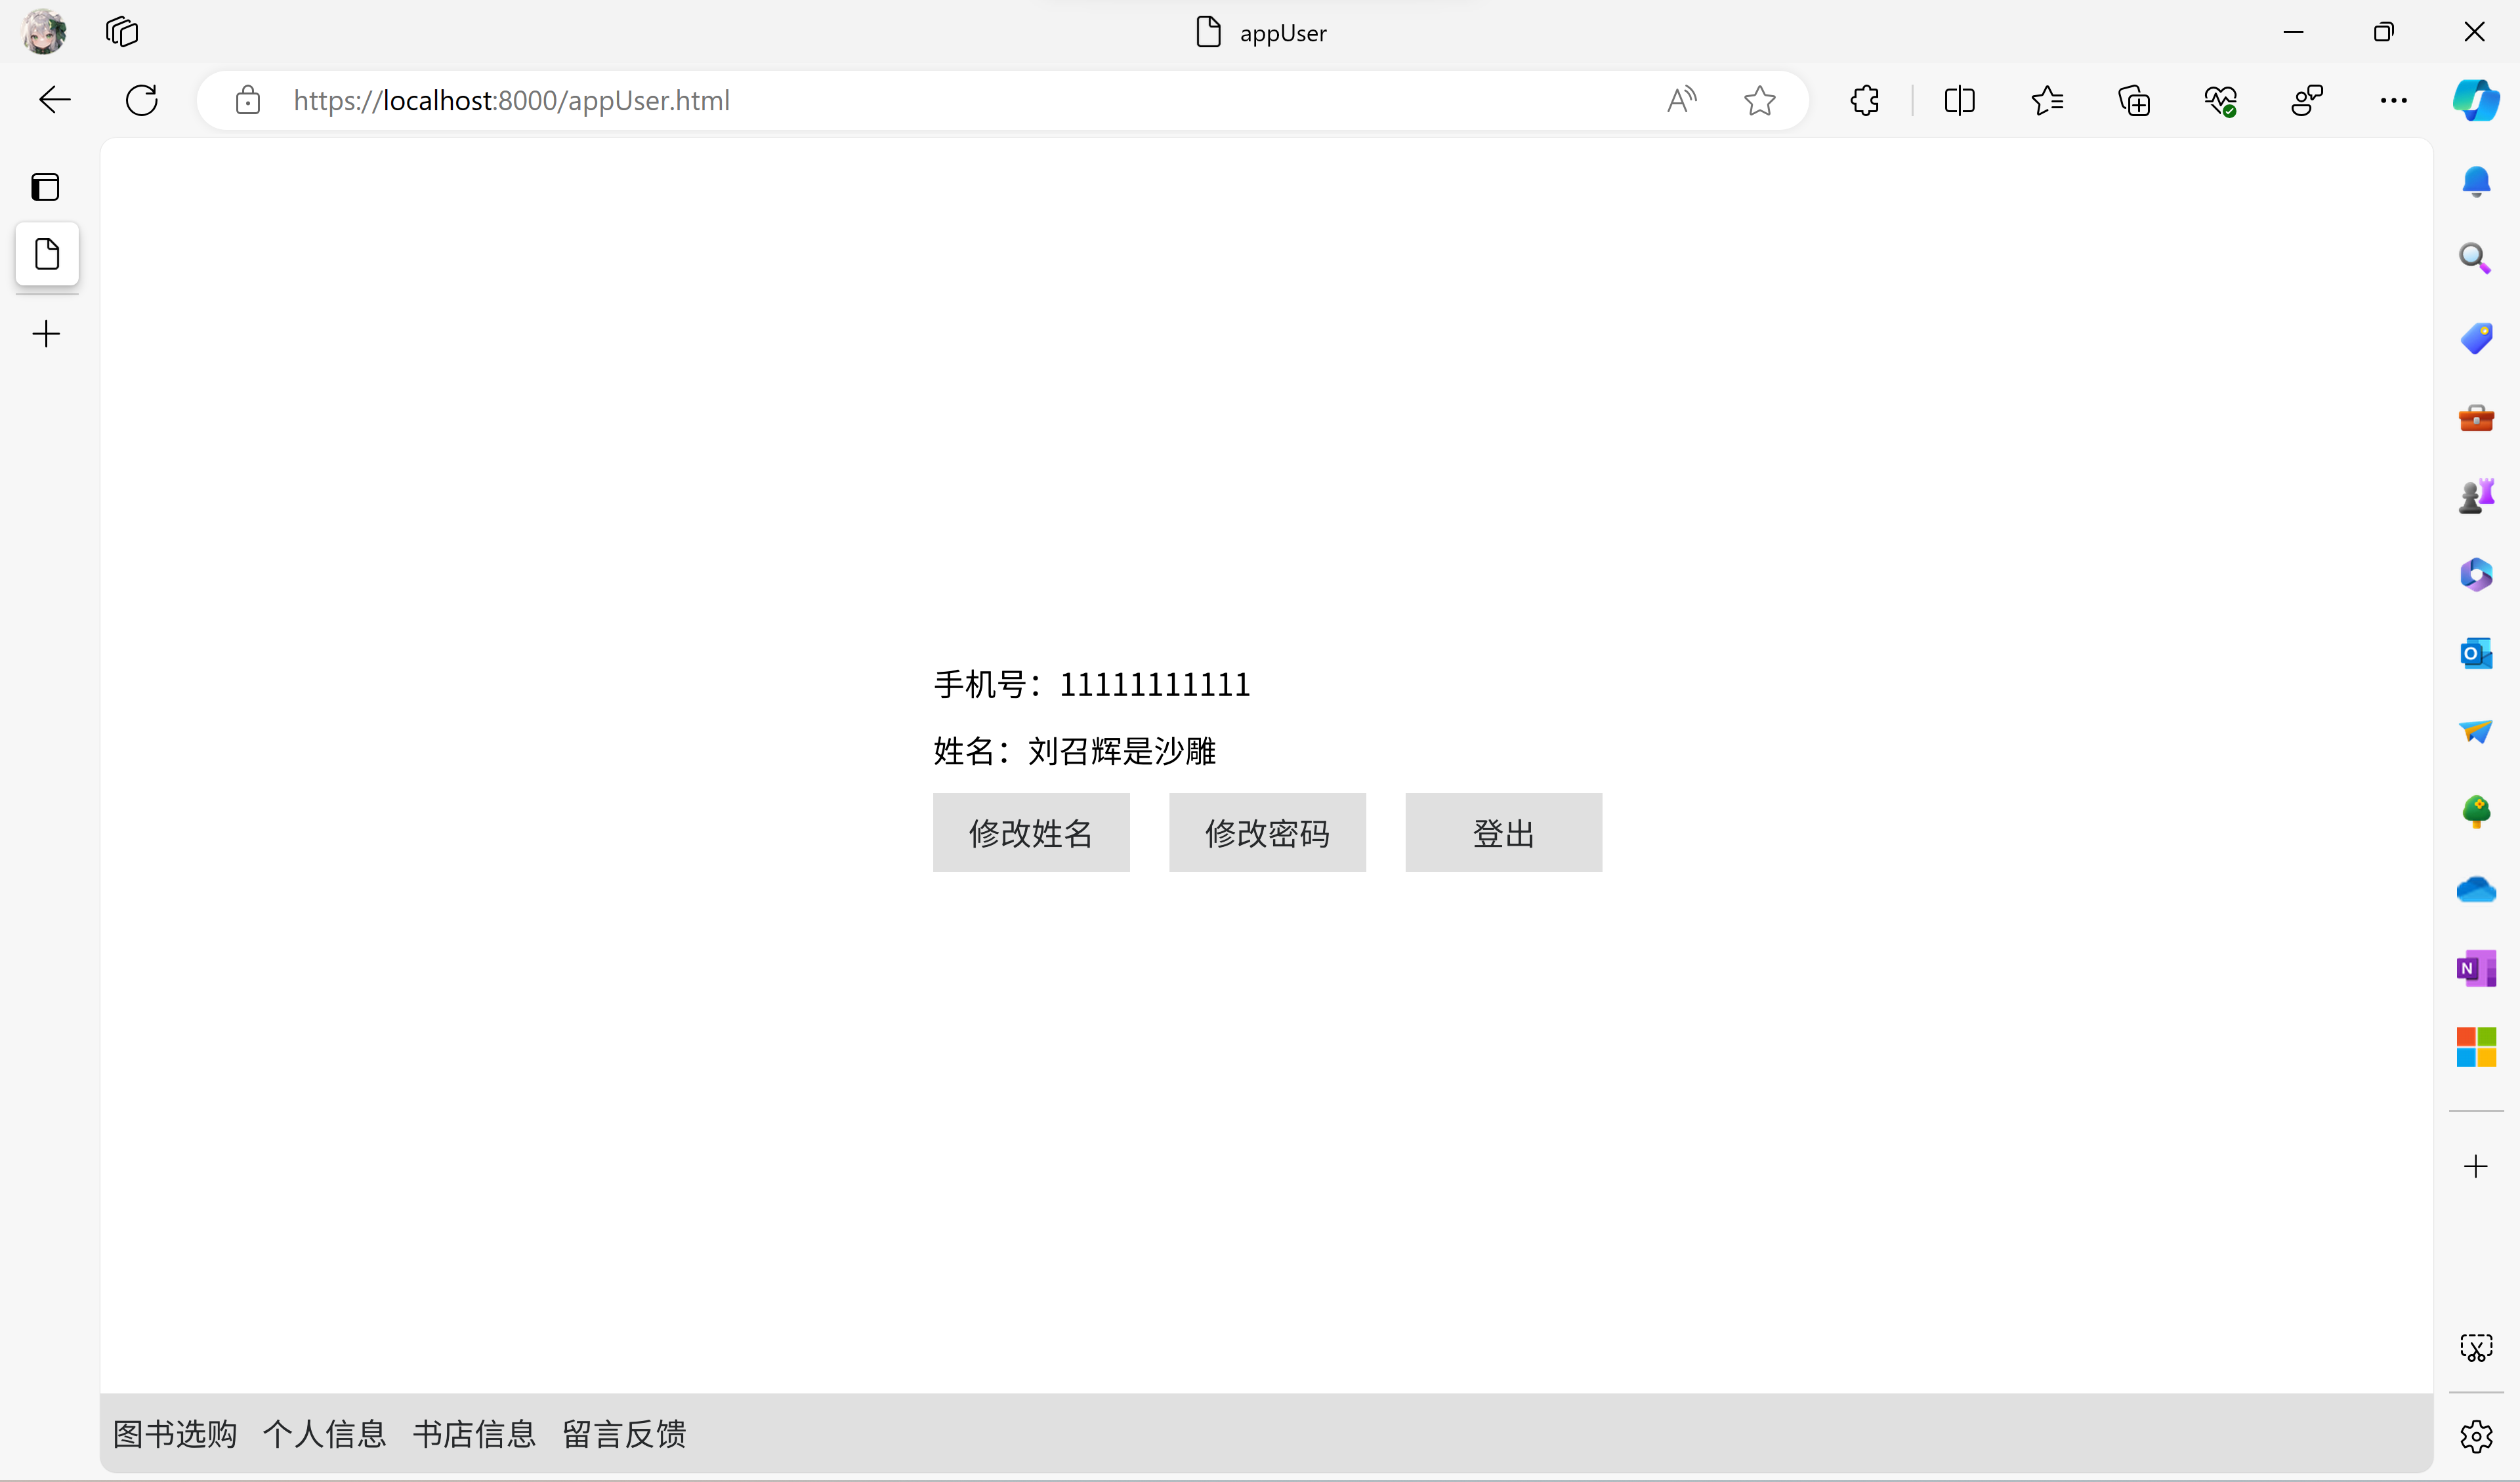 appUser
https://localhost:8000/appUser.html
手机号：11111111111
姓名：刘召辉是沙雕
修改姓名 修改密码 登出
图书选购 个人信息 书店信息 留言反馈